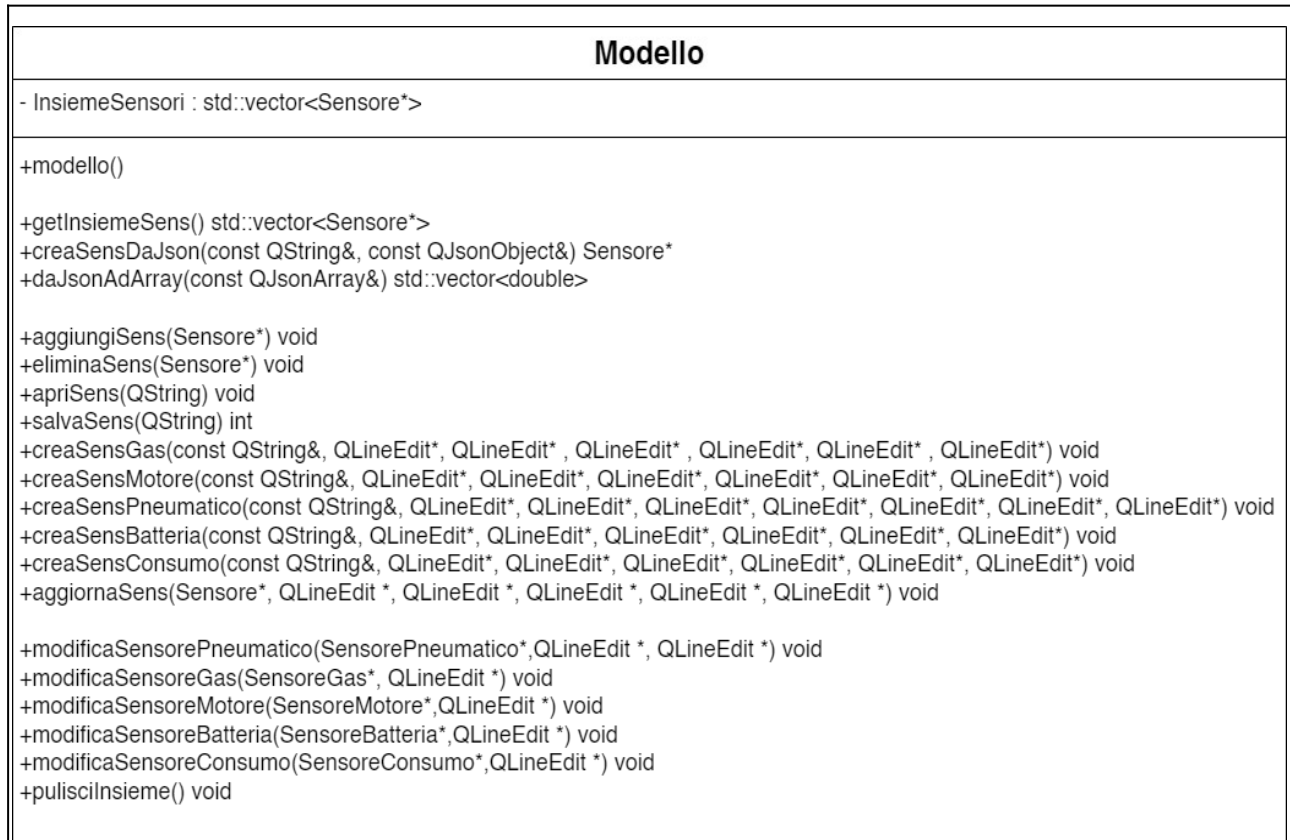 Modello
- InsiemeSensori : std::vector<Sensore*>
+modello()
+getInsiemeSens() std::vector<Sensore*>
+creaSensDaJson(const QString&, const QJsonObject&) Sensore*
+daJsonAdArray(const QJsonArray&) std::vector<double>
+aggiungiSens(Sensore*) void
+eliminaSens(Sensore*) void
+apriSens(QString) void
+salvaSens(QString) int
+creaSensGas(const QString&, QLineEdit*, QLineEdit* , QLineEdit* , QLineEdit*, QLineEdit* , QLineEdit*) void
+creaSensMotore(const QString&, QLineEdit*, QLineEdit*, QLineEdit*, QLineEdit*, QLineEdit*, QLineEdit*) void
+creaSensPneumatico(const QString&, QLineEdit*, QLineEdit*, QLineEdit*, QLineEdit*, QLineEdit*, QLineEdit*, QLineEdit*) void
+creaSensBatteria(const QString&, QLineEdit*, QLineEdit*, QLineEdit*, QLineEdit*, QLineEdit*, QLineEdit*) void
+creaSensConsumo(const QString&, QLineEdit*, QLineEdit*, QLineEdit*, QLineEdit*, QLineEdit*, QLineEdit*) void
+aggiornaSens(Sensore*, QLineEdit *, QLineEdit *, QLineEdit *, QLineEdit *, QLineEdit *) void
+modificaSensorePneumatico(SensorePneumatico*,QLineEdit *, QLineEdit *) void
+modificaSensoreGas(SensoreGas*, QLineEdit *) void
+modificaSensoreMotore(SensoreMotore*,QLineEdit *) void
+modificaSensoreBatteria(SensoreBatteria*,QLineEdit *) void
+modificaSensoreConsumo(SensoreConsumo*,QLineEdit *) void
+pulisciInsieme() void